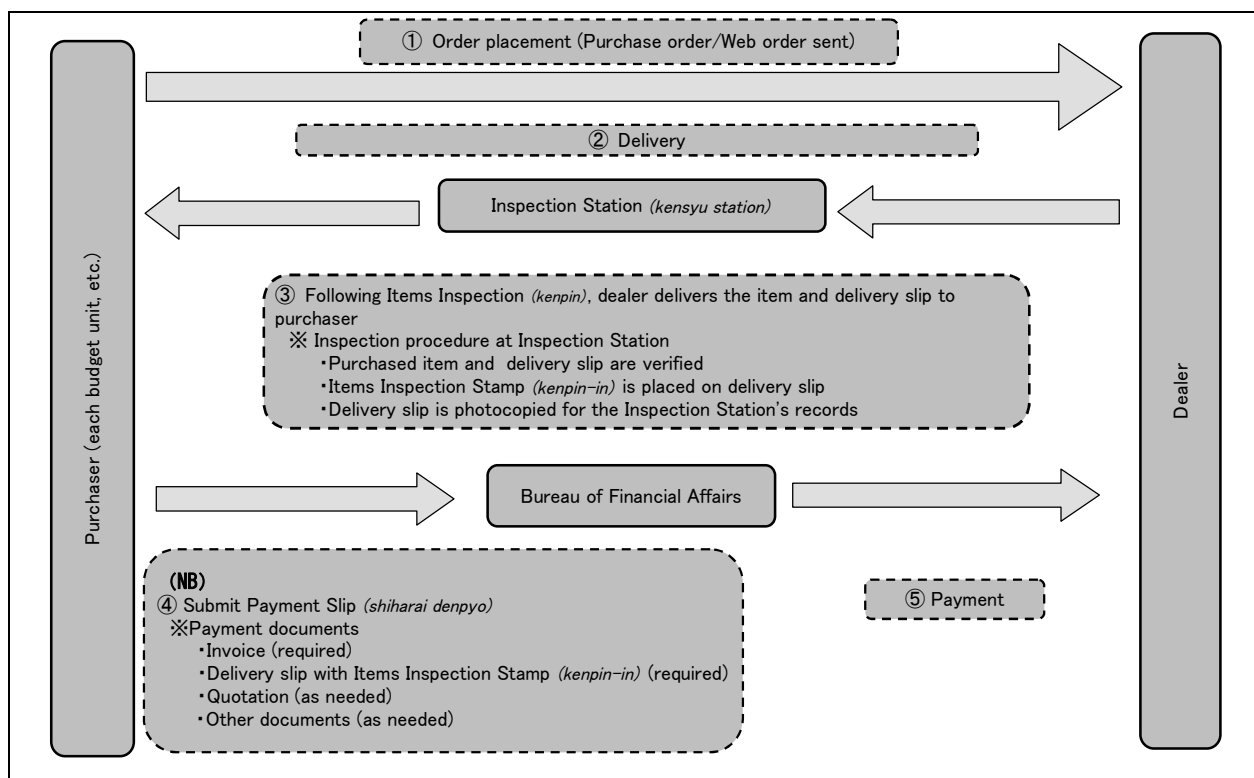 ① Order placement (Purchase order/Web order sent)
② Delivery
Inspection Station (kensyu station)
Purchaser (each budget unit, etc.)
Dealer
③ Following Items Inspection (kenpin), dealer delivers the item and delivery slip to
purchaser
※ Inspection procedure at Inspection Station
・Purchased item and delivery slip are verified
・Items Inspection Stamp (kenpin-in) is placed on delivery slip
・Delivery slip is photocopied for the Inspection Station's records
Bureau of Financial Affairs
(NB)
④ Submit Payment Slip (shiharai denpyo)
※Payment documents
・Invoice (required)
・Delivery slip with Items Inspection Stamp (kenpin-in) (required)
・Quotation (as needed)
・Other documents (as needed)
⑤ Payment